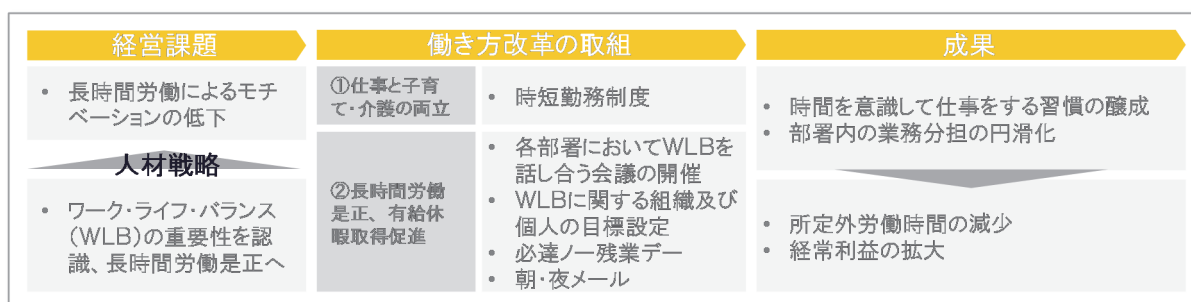 経営課題
働き方改革の取組
成果
• 長時間労働によるモチ
ベーションの低下
人材戦略
• ワーク・ライフ・バランス
(WLB)の重要性を認
識、長時間労働是正へ
①仕事と子育
て・介護の両立
• 時短勤務制度
②長時間労働
是正、有給休
暇取得促進
• 各部署においてWLBを
話し合う会議の開催
• WLBに関する組織及び
個人の目標設定
• 必達ノー残業デー
• 朝・夜メール
• 時間を意識して仕事をする習慣の醸成
• 部署内の業務分担の円滑化
• 所定外労働時間の減少
• 経常利益の拡大